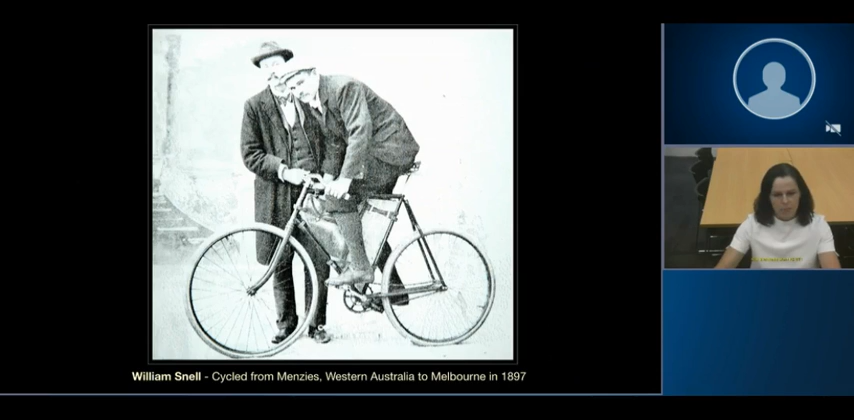 William Snell - Cycled from Menzies, Western Australia to Melbourne in 1897